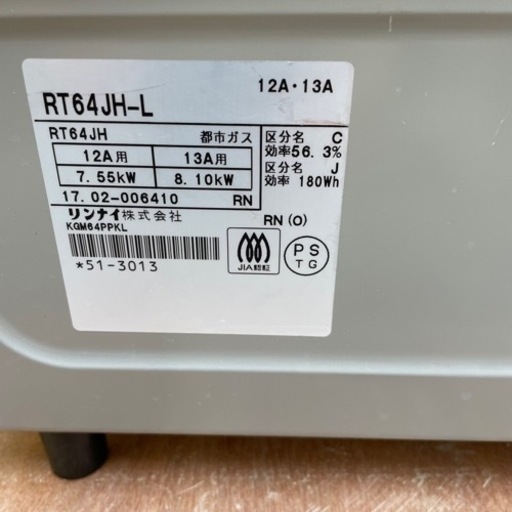 12A・13A
RT64JH-L
RT64JH 都市ガス
12A用 13A用
7.55kW 8.10kW
17.02-006410 RN
リンナイ株式会社
KGM64PPKL
*51-3013
区分名 C
効率56.3%
区分名 J
効率 180Wh
RN(O)
JIA認証
PS
TG